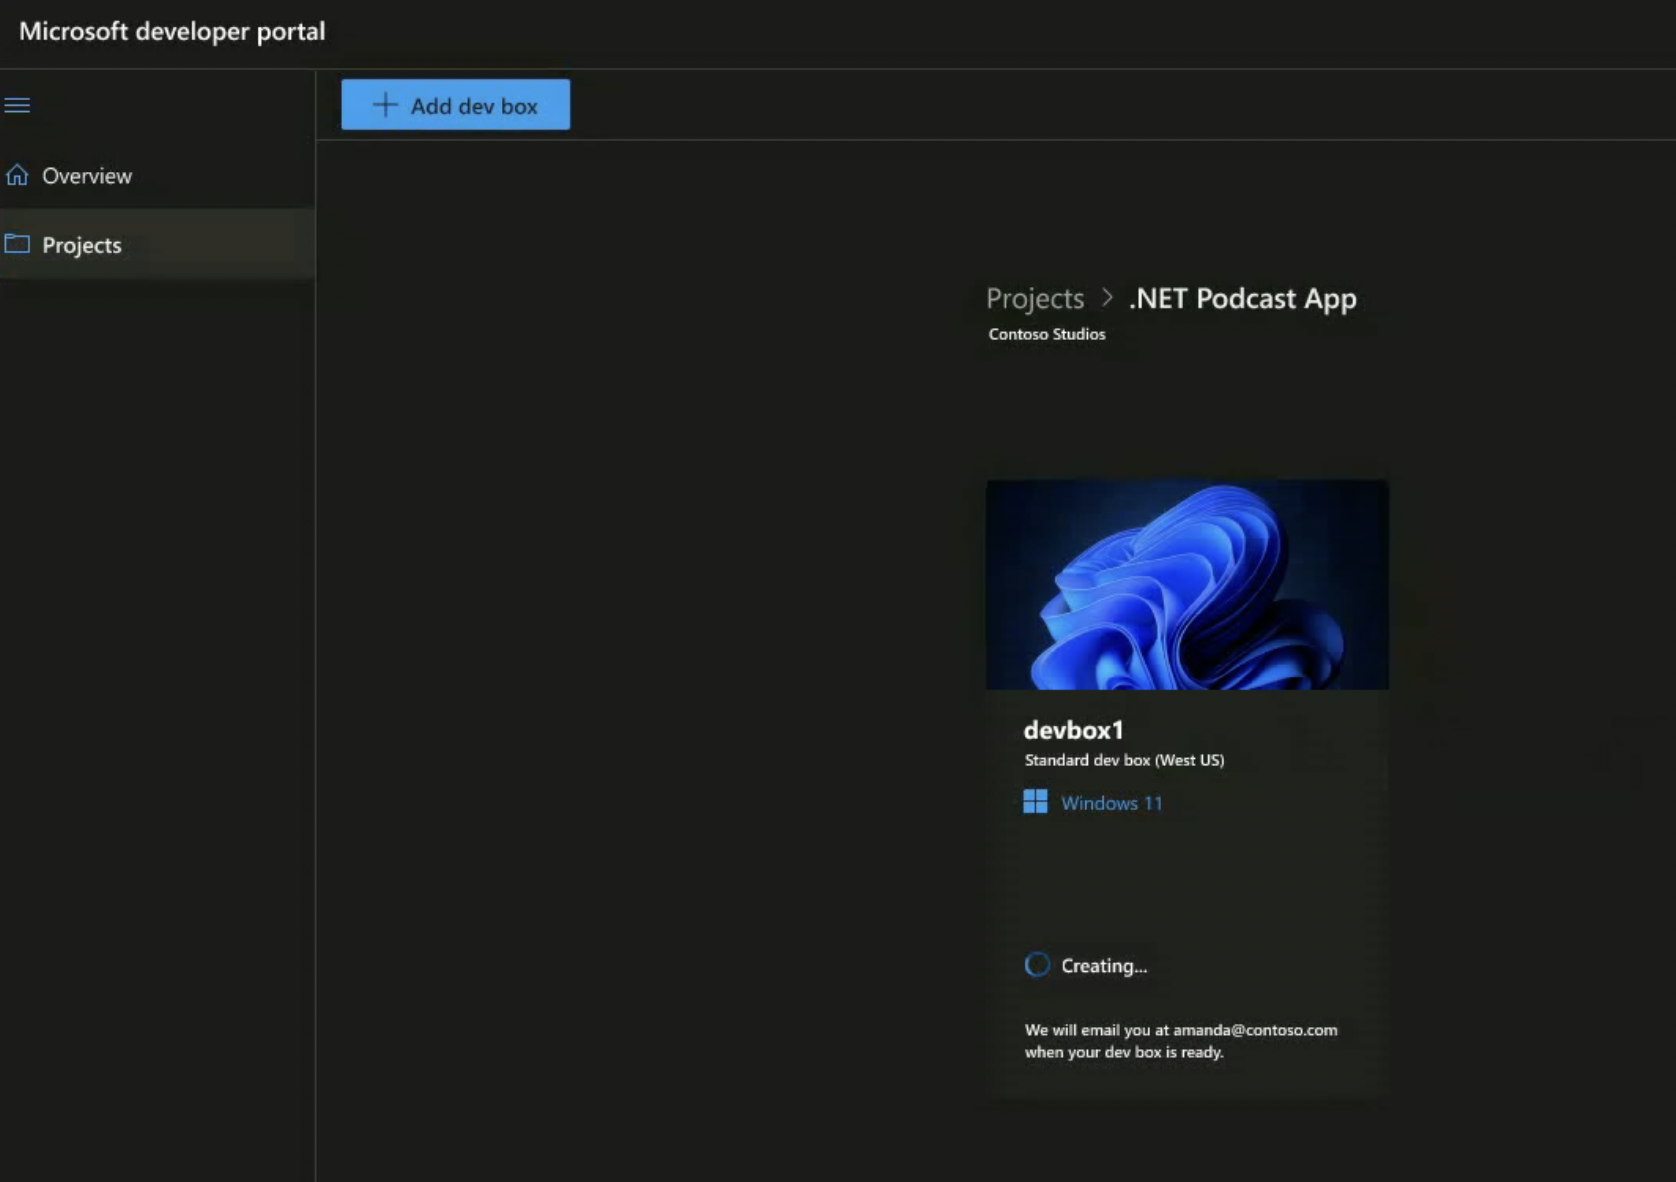 Microsoft developer portal
Add dev box
Overview
Projects
Projects > .NET Podcast App
Contoso Studios
devbox1
Standard dev box (West US)
Windows 11
Creating...
We will email you at amanda@contoso.com
when your dev box is ready.